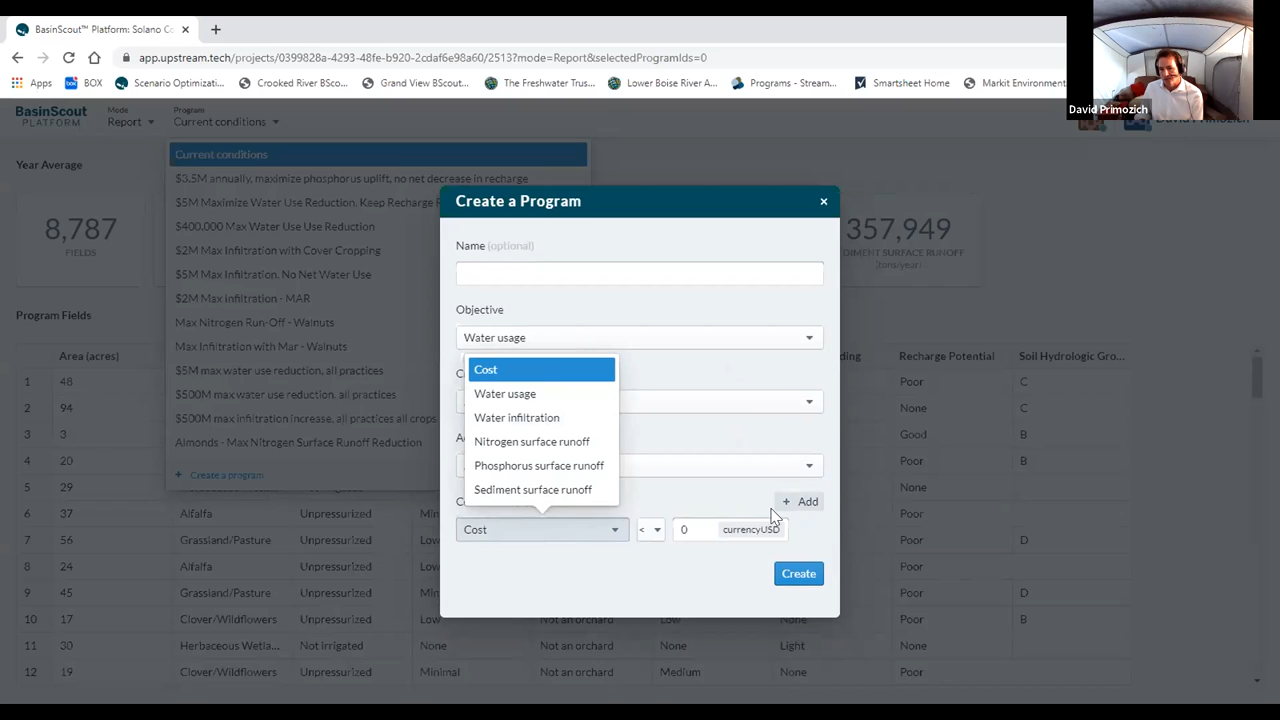 BasinScout™ Platform: Solano Co
app.upstream.tech/projects/0399828a-4293-48fe-b920-2cdaf6e98a60/2513?mode=Report&selectedProgramIds=0
Apps BOX Scenario Optimizati... Crooked River BSco... Grand View BScout... The Freshwater Trus... Lower Boise River A... Programs - Stream... Smartsheet Home Markit Environment
David Primozich
BasinScout
PLATFORM
Mode
Report
Program
Current conditions
Year Average
8,787
FIELDS
357,949
DIMENT SURFACE RUNOFF
(tons/year)
Current conditions
$3.5M annually, maximize phosphorus uplift, no net decrease in recharge
$5M Maximize Water Use Reduction. Keep Recharge
$400,000 Max Water Use Use Reduction
$2M Max Infiltration with Cover Cropping
$5M Max Infiltration. No Net Water Use
$2M Max Infiltration - MAR
Max Nitrogen Run-Off - Walnuts
Max Infiltration with Mar - Walnuts
$5M max water use reduction, all practices
$500M max water use reduction, all practices
$500M max infiltration increase, all practices all crops
Almonds - Max Nitrogen Surface Runoff Reduction
+ Create a program
Create a Program
×
Name (optional)
Objective
Water usage
Cost
Water usage
Water infiltration
Nitrogen surface runoff
Phosphorus surface runoff
Sediment surface runoff
+ Add
Cost < 0 currencyUSD
Create
Program Fields
Area (acres) Recharge Potential Soil Hydrologic Gro...
1 48 Poor C
2 94 None C
3 3 Good B
4 20 Poor B
5 29 None
6 31 Alfalfa Unpressurized Poor
7 56 Grassland/Pasture Unpressurized Poor D
8 24 Alfalfa Unpressurized Poor
9 45 Grassland/Pasture Unpressurized Poor D
10 17 Clover/Wildflowers Unpressurized Low Not an orchard Low None Poor B
11 30 Herbaceous Wetla... Not irrigated None Not an orchard None Light None
12 39 Clover/Wildflowers Unpressurized Minimal Not an orchard Medium None Poor